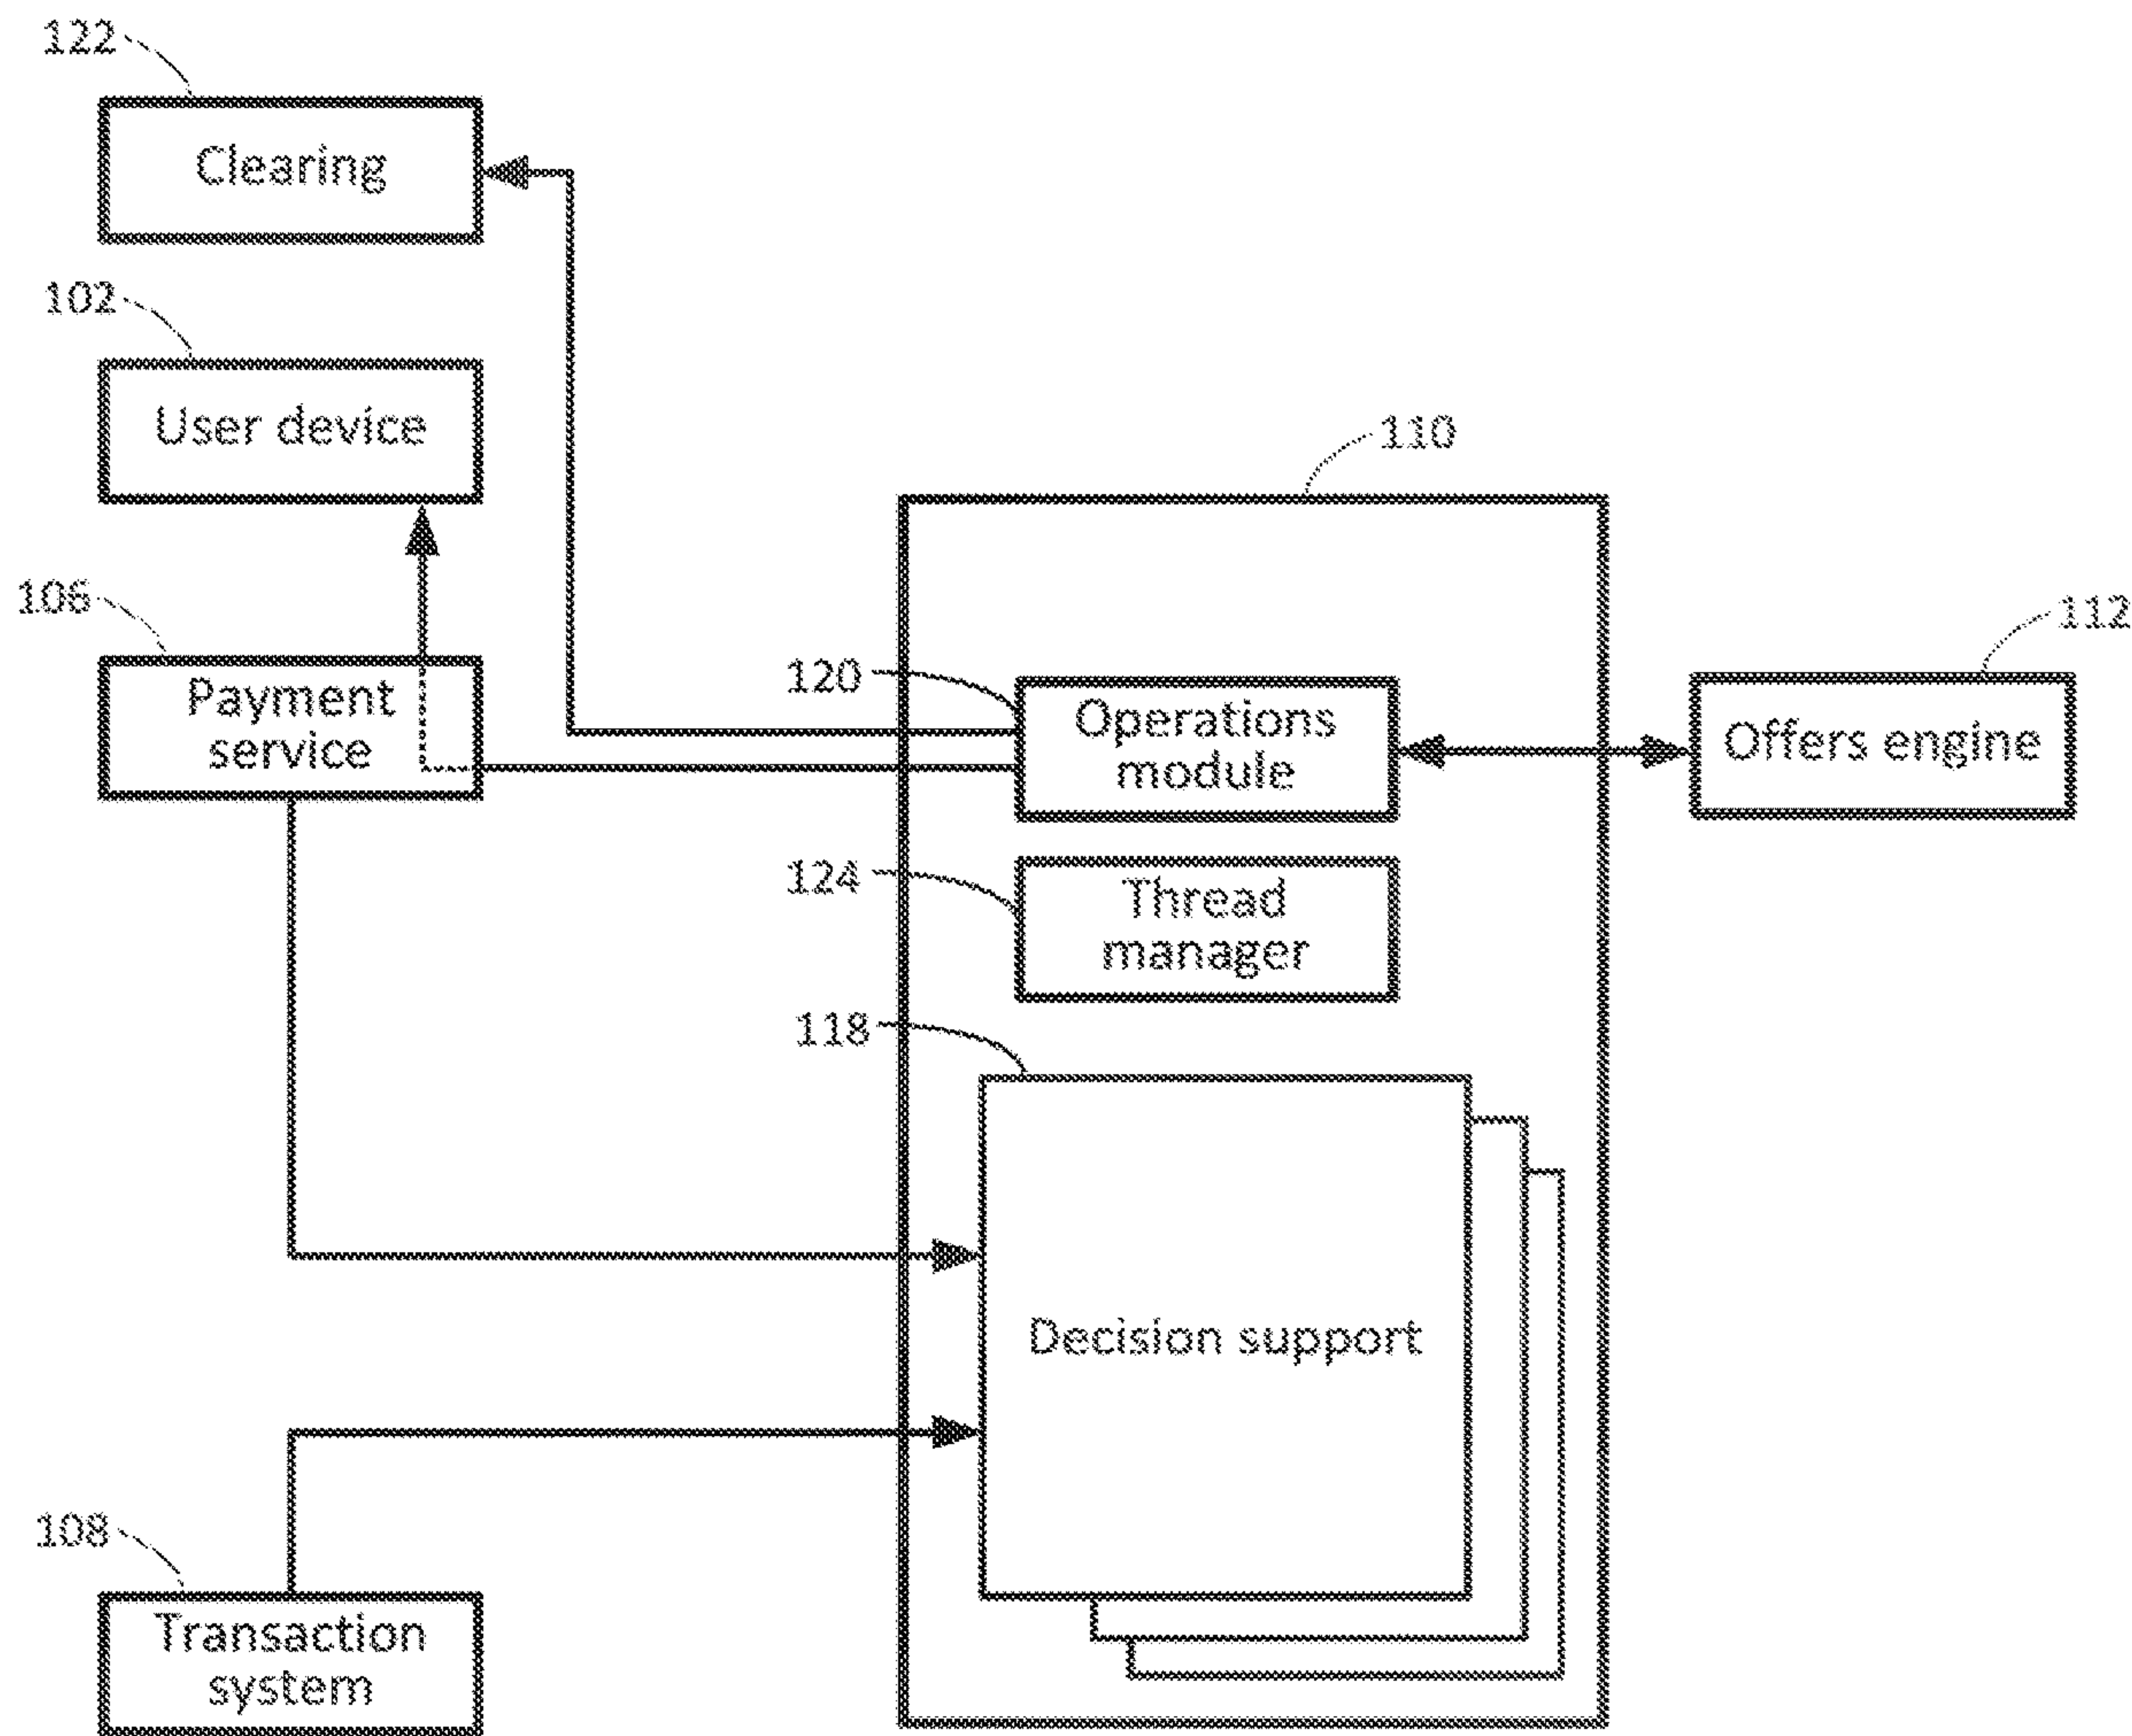 122
Clearing
102
User device
110
106
Payment
service
112
120
Operations
module
Offers engine
124
Thread
manager
118
Decision support
108
Transaction
system